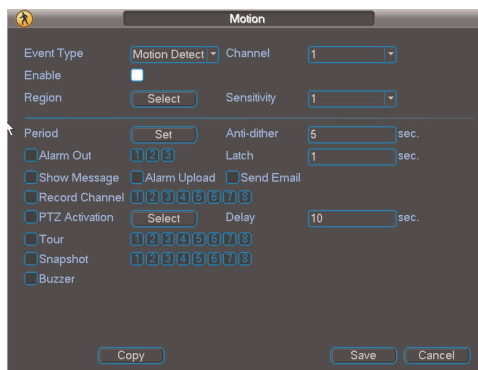 Motion
Event Type Motion Detect Channel 1
Enable
Region Select Sensitivity 1
Period Set Anti-dither 5 sec.
Alarm Out 1 2 3 Latch 1 sec.
Show Message Alarm Upload Send Email
Record Channel 1 2 3 4 5 6 7 8
PTZ Activation Select Delay 10 sec.
Tour 1 2 3 4 5 6 7 8
Snapshot 1 2 3 4 5 6 7 8
Buzzer
Copy Save Cancel